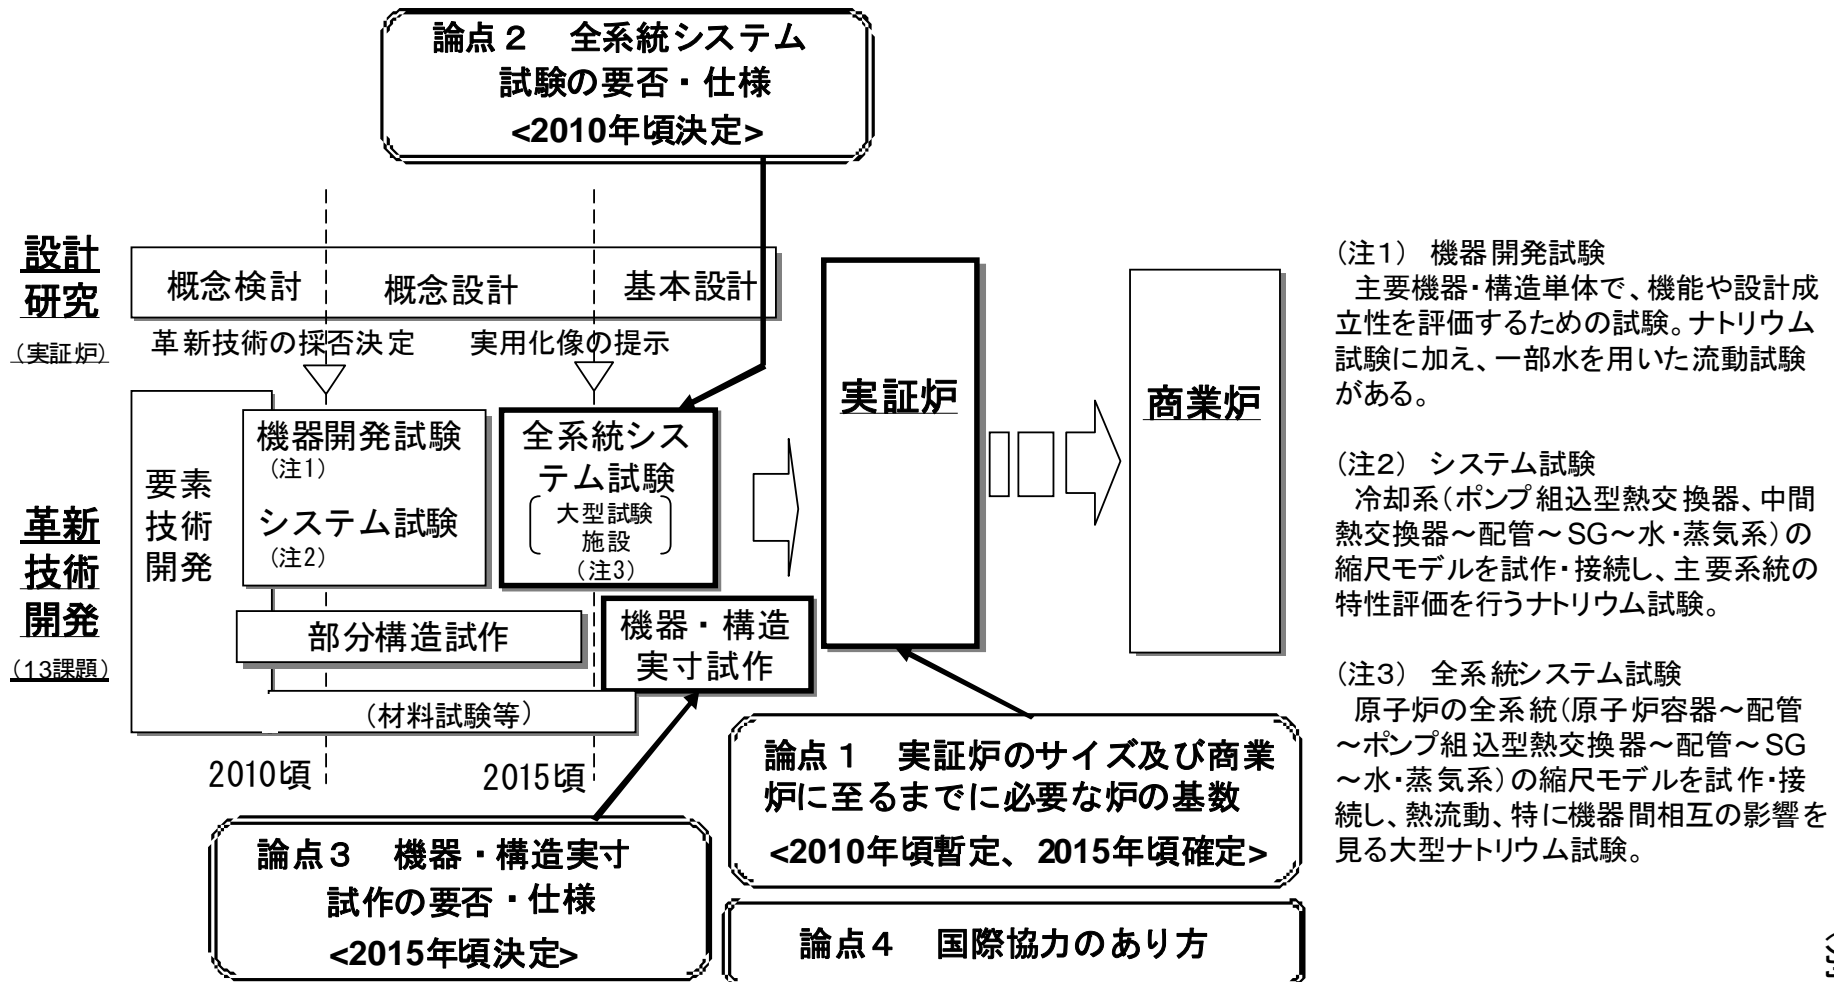 論点２　全系統システム
試験の要否・仕様
<2010年頃決定>
設計
研究
（実証炉）
概念検討
概念設計
基本設計
革新技術の採否決定
実用化像の提示
革新
技術
開発
（13課題）
要素
技術
開発
機器開発試験
（注1）
システム試験
（注2）
全系統シス
テム試験
大型試験
施設
（注3）
部分構造試作
機器・構造
実寸試作
（材料試験等）
2010頃
2015頃
実証炉
商業炉
論点１　実証炉のサイズ及び商業
炉に至るまでに必要な炉の基数
<2010年頃暫定、2015年頃確定>
論点３　機器・構造実寸
試作の要否・仕様
<2015年頃決定>
論点４　国際協力のあり方
（注１）　機器開発試験
主要機器・構造単体で、機能や設計成
立性を評価するための試験。ナトリウム
試験に加え、一部水を用いた流動試験
がある。
（注２）　システム試験
冷却系（ポンプ組込型熱交換器、中間
熱交換器～配管～SG～水・蒸気系）の
縮尺モデルを試作・接続し、主要系統の
特性評価を行うナトリウム試験。
（注３）　全系統システム試験
原子炉の全系統（原子炉容器～配管
～ポンプ組込型熱交換器～配管～SG
～水・蒸気系）の縮尺モデルを試作・接
続し、熱流動、特に機器間相互の影響を
見る大型ナトリウム試験。